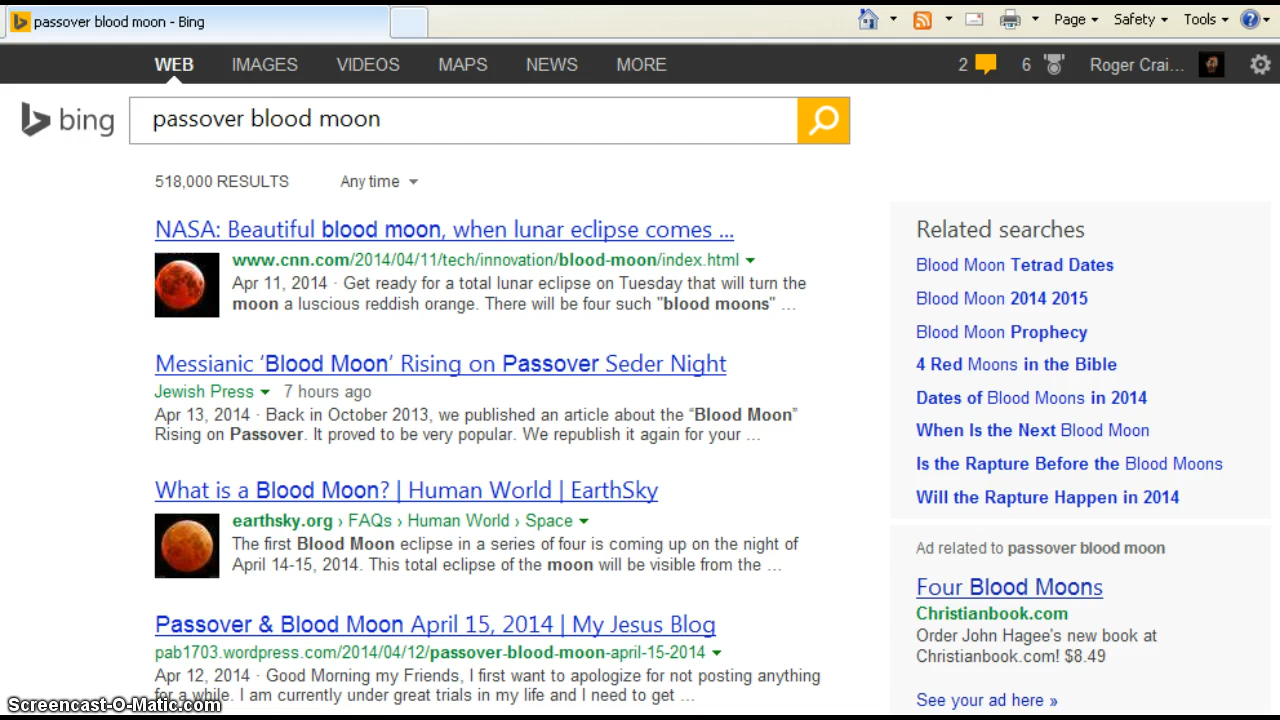 passover blood moon - Bing
Page
Safety
Tools
WEB IMAGES VIDEOS MAPS NEWS MORE
2 6 Roger Crai...
bing passover blood moon
518,000 RESULTS Any time
NASA: Beautiful blood moon, when lunar eclipse comes ...
www.cnn.com/2014/04/11/tech/innovation/blood-moon/index.html
Apr 11, 2014 · Get ready for a total lunar eclipse on Tuesday that will turn the
moon a luscious reddish orange. There will be four such "blood moons" ...
Messianic ‘Blood Moon’ Rising on Passover Seder Night
Jewish Press 7 hours ago
Apr 13, 2014 · Back in October 2013, we published an article about the “Blood Moon”
Rising on Passover. It proved to be very popular. We republish it again for your ...
What is a Blood Moon? | Human World | EarthSky
earthsky.org › FAQs › Human World › Space
The first Blood Moon eclipse in a series of four is coming up on the night of
April 14-15, 2014. This total eclipse of the moon will be visible from the ...
Passover & Blood Moon April 15, 2014 | My Jesus Blog
pab1703.wordpress.com/2014/04/12/passover-blood-moon-april-15-2014
Apr 12, 2014 · Good Morning my Friends, I first want to apologize for not posting anything
for a while. I am currently under great trials in my life and I need to get ...
Related searches
Blood Moon Tetrad Dates
Blood Moon 2014 2015
Blood Moon Prophecy
4 Red Moons in the Bible
Dates of Blood Moons in 2014
When Is the Next Blood Moon
Is the Rapture Before the Blood Moons
Will the Rapture Happen in 2014
Ad related to passover blood moon
Four Blood Moons
Christianbook.com
Order John Hagee's new book at
Christianbook.com! $8.49
See your ad here »
Screencast-O-Matic.com